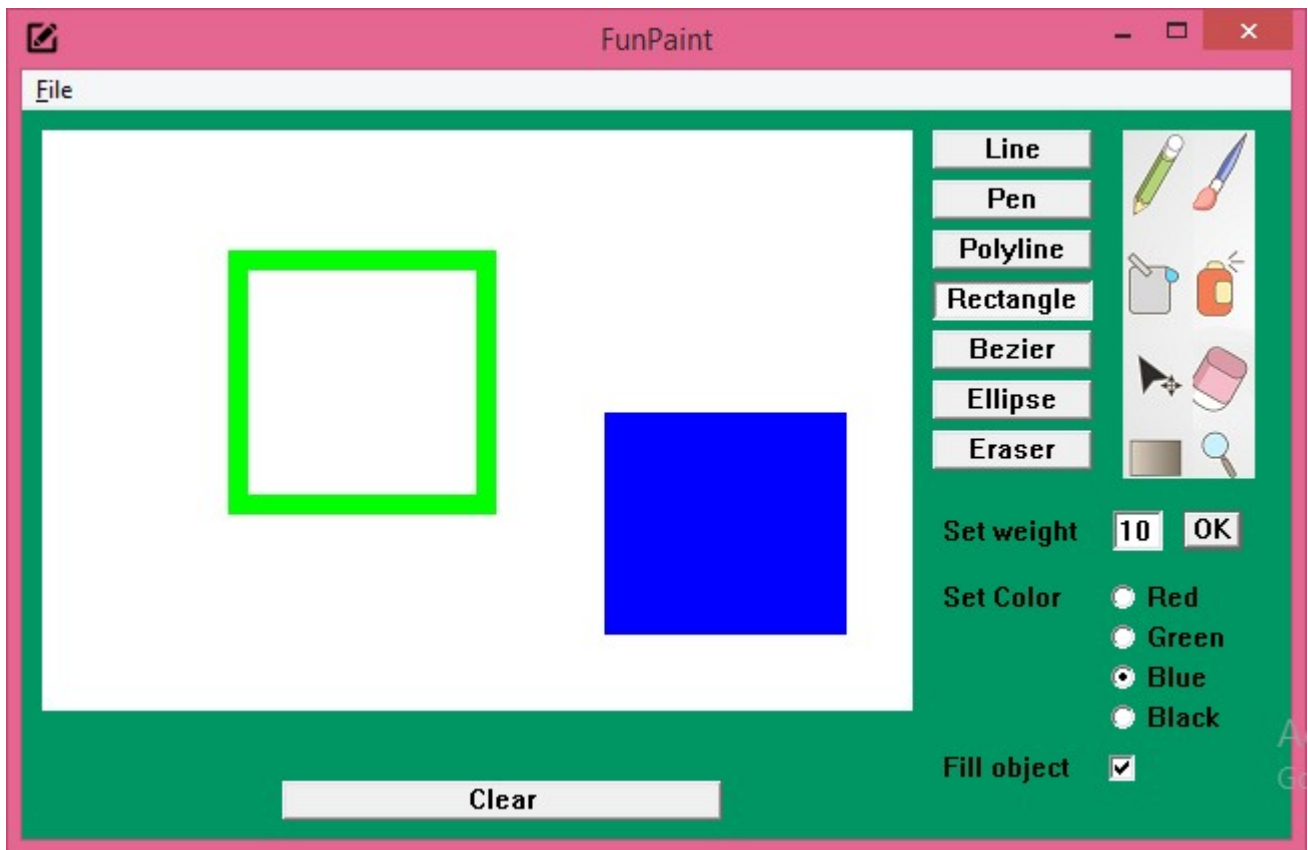 FunPaint
File
Line
Pen
Polyline
Rectangle
Bezier
Ellipse
Eraser
Set weight 10 OK
Set Color Red
Green
Blue
Black
Fill object
Clear